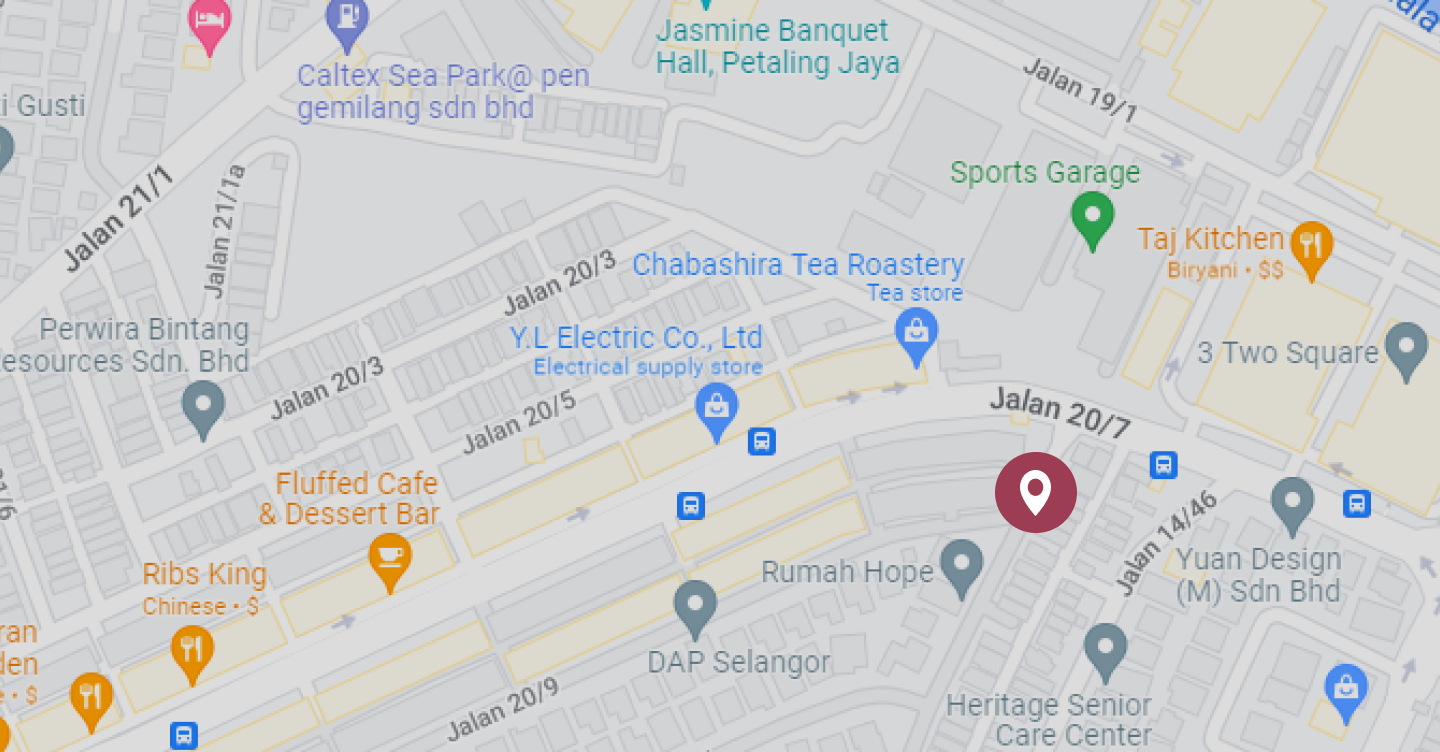 Jasmine Banquet
Hall, Petaling Jaya
Caltex Sea Park@ pen
gemilang sdn bhd
Gusti
Jalan 19/1
Jalan 21/1
Jalan 21/1a
Sports Garage
Taj Kitchen
Biryani • $$
Jalan 20/3
Chabashira Tea Roastery
Tea store
Perwira Bintang
esources Sdn. Bhd
Y.L Electric Co., Ltd
Electrical supply store
3 Two Square
Jalan 20/3
Jalan 20/5
Jalan 20/7
Fluffed Cafe
& Dessert Bar
Jalan 14/46
Ribs King
Chinese • $
Rumah Hope
Yuan Design
(M) Sdn Bhd
ran
den
• $
DAP Selangor
Jalan 20/9
Heritage Senior
Care Center